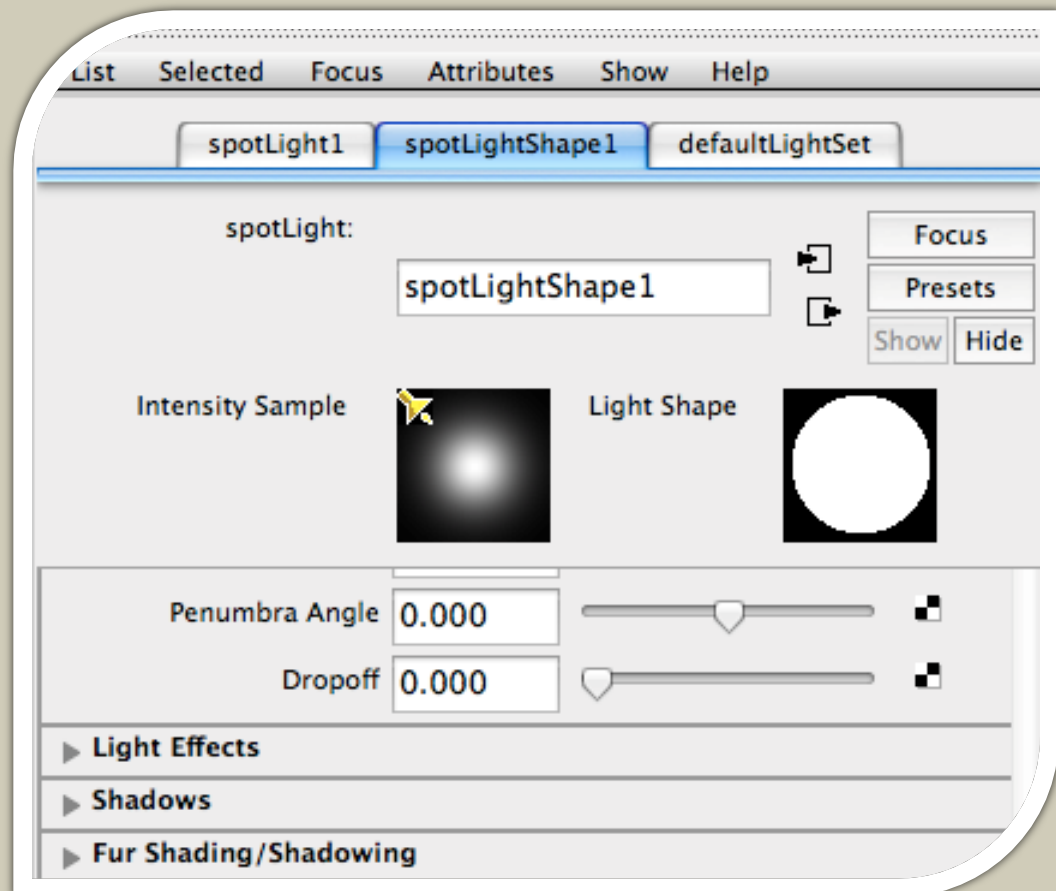 List Selected Focus Attributes Show Help
spotLight1 spotLightShape1 defaultLightSet
spotLight:
Focus
spotLightShape1
Presets
Show Hide
Intensity Sample Light Shape
Penumbra Angle 0.000
Dropoff 0.000
Light Effects
Shadows
Fur Shading/Shadowing